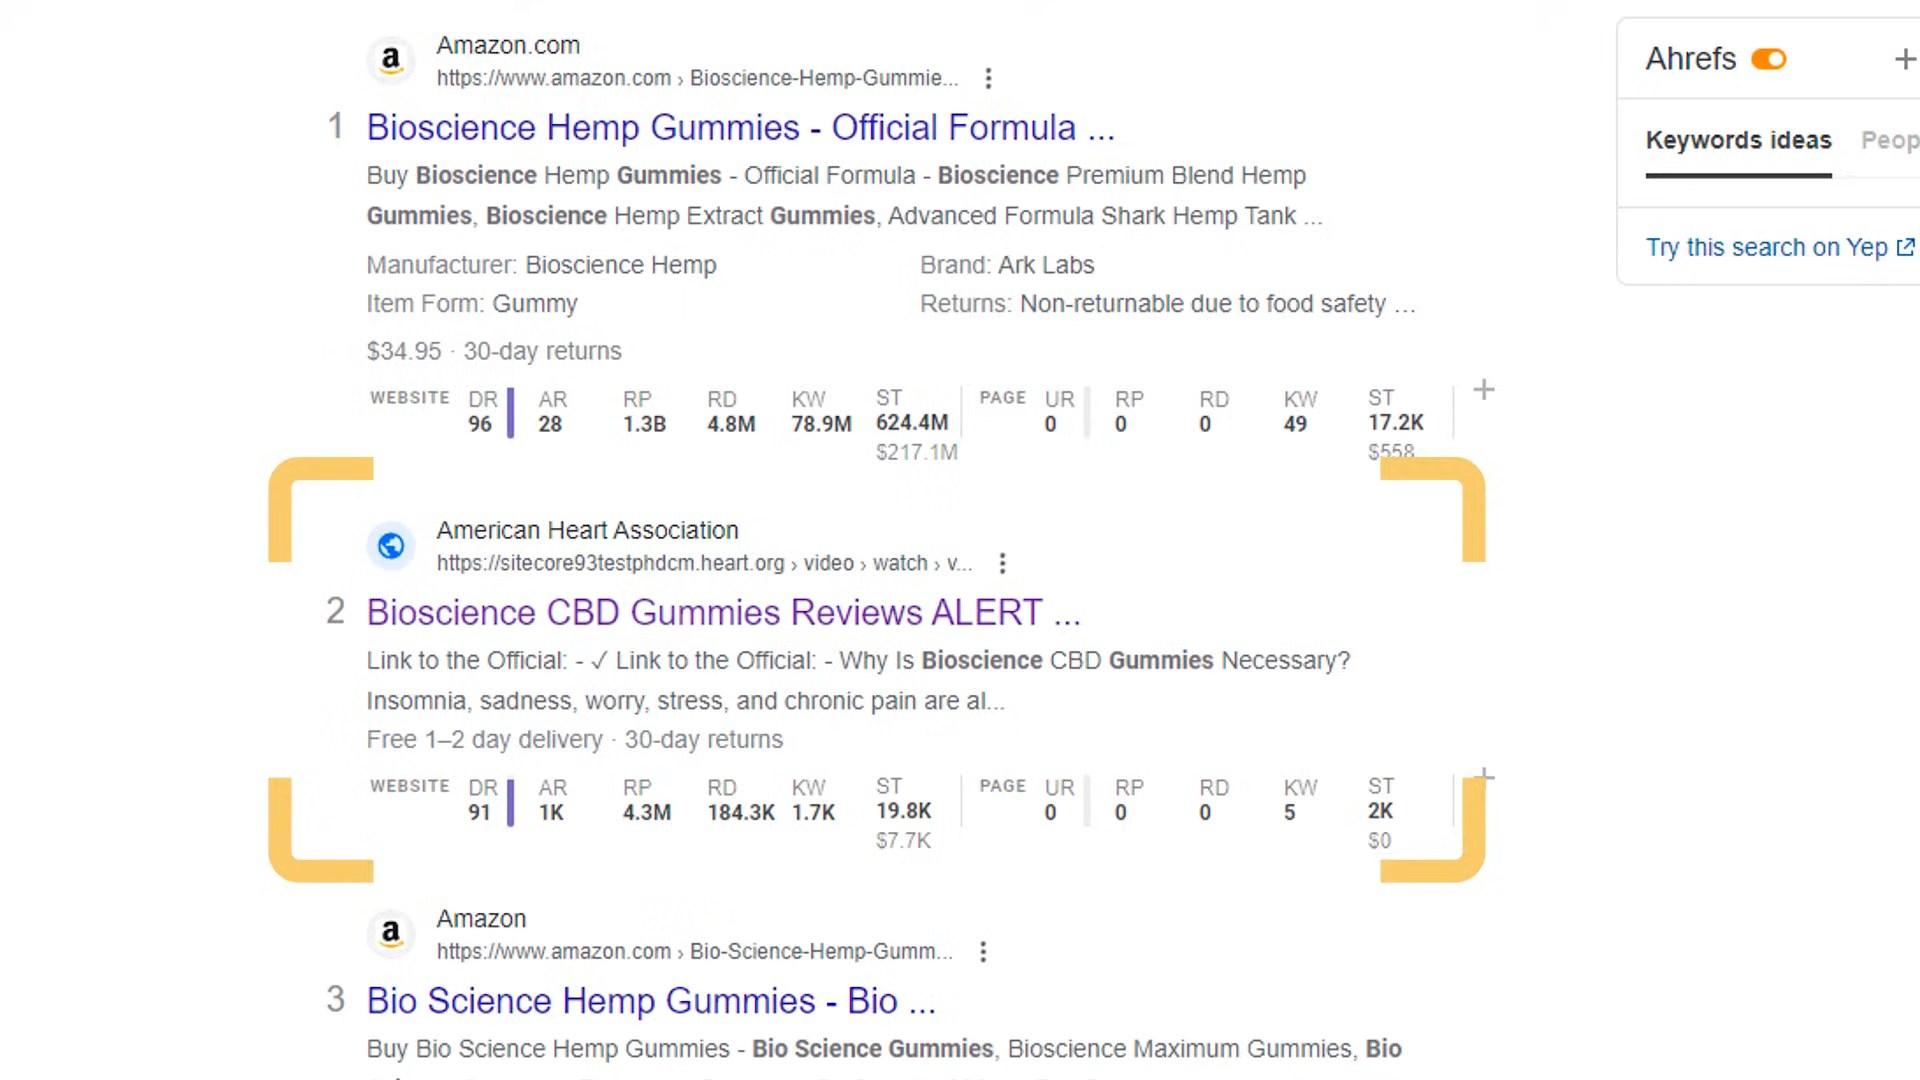 Amazon.com
https://www.amazon.com › Bioscience-Hemp-Gummie...
1 Bioscience Hemp Gummies - Official Formula ...
Buy Bioscience Hemp Gummies - Official Formula - Bioscience Premium Blend Hemp
Gummies, Bioscience Hemp Extract Gummies, Advanced Formula Shark Hemp Tank ...
Manufacturer: Bioscience Hemp Brand: Ark Labs
Item Form: Gummy Returns: Non-returnable due to food safety ...
$34.95 · 30-day returns
WEBSITE DR AR RP RD KW ST PAGE UR RP RD KW ST
96 28 1.3B 4.8M 78.9M 624.4M 0 0 0 49 17.2K
$217.1M $558
American Heart Association
https://sitecore93testphdcm.heart.org › video › watch › v...
2 Bioscience CBD Gummies Reviews ALERT ...
Link to the Official: - ✓ Link to the Official: - Why Is Bioscience CBD Gummies Necessary?
Insomnia, sadness, worry, stress, and chronic pain are al...
Free 1–2 day delivery · 30-day returns
WEBSITE DR AR RP RD KW ST PAGE UR RP RD KW ST
91 1K 4.3M 184.3K 1.7K 19.8K 0 0 0 5 2K
$7.7K $0
Amazon
https://www.amazon.com › Bio-Science-Hemp-Gumm...
3 Bio Science Hemp Gummies - Bio ...
Buy Bio Science Hemp Gummies - Bio Science Gummies, Bioscience Maximum Gummies, Bio
Ahrefs
Keywords ideas Peop
Try this search on Yep